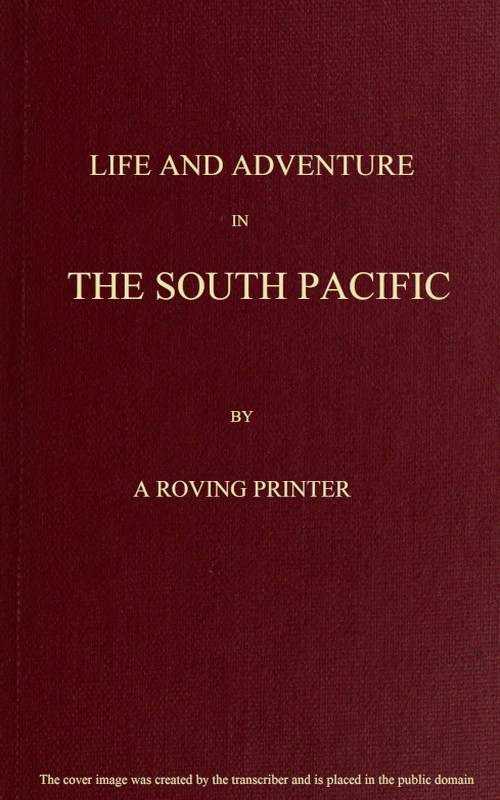 LIFE AND ADVENTURE
IN
THE SOUTH PACIFIC
BY
A ROVING PRINTER
The cover image was created by the transcriber and is placed in the public domain